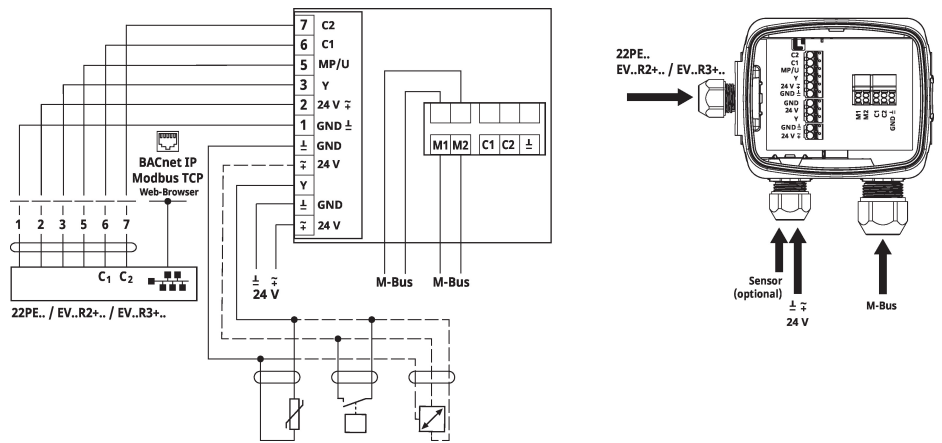 7 C2
6 C1
5 MP/U
3 Y
2 24 V
1 GND
GND
24 V
Y
GND
24 V
BACnet IP
Modbus TCP
Web-Browser
1 2 3 5 6 7
C1 C2
22PE.. / EV..R2+.. / EV..R3+..
24 V
M1 M2 C1 C2
M-Bus M-Bus
22PE..
EV..R2+.. / EV..R3+..
C2
C1
MP/U
Y
24 V
GND
GND
24 V
Y
GND
24 V
M1 M2 C1 C2 GND
Sensor
(optional)
24 V
M-Bus